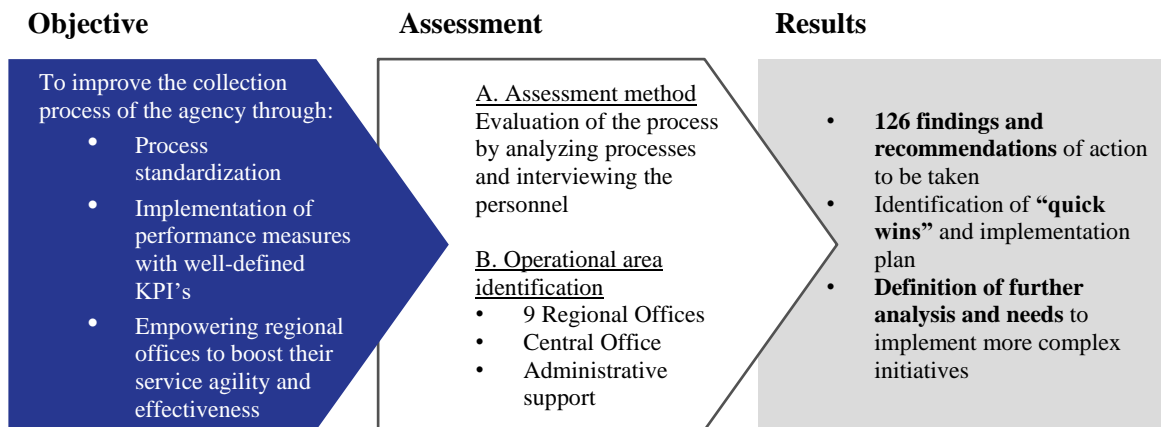 Objective
To improve the collection
process of the agency through:
• Process
standardization
• Implementation of
performance measures
with well-defined
KPI's
• Empowering regional
offices to boost their
service agility and
effectiveness
Assessment
A. Assessment method
Evaluation of the process
by analyzing processes
and interviewing the
personnel
B. Operational area
identification
• 9 Regional Offices
• Central Office
• Administrative
support
Results
• 126 findings and
recommendations of action
to be taken
• Identification of “quick
wins” and implementation
plan
• Definition of further
analysis and needs to
implement more complex
initiatives